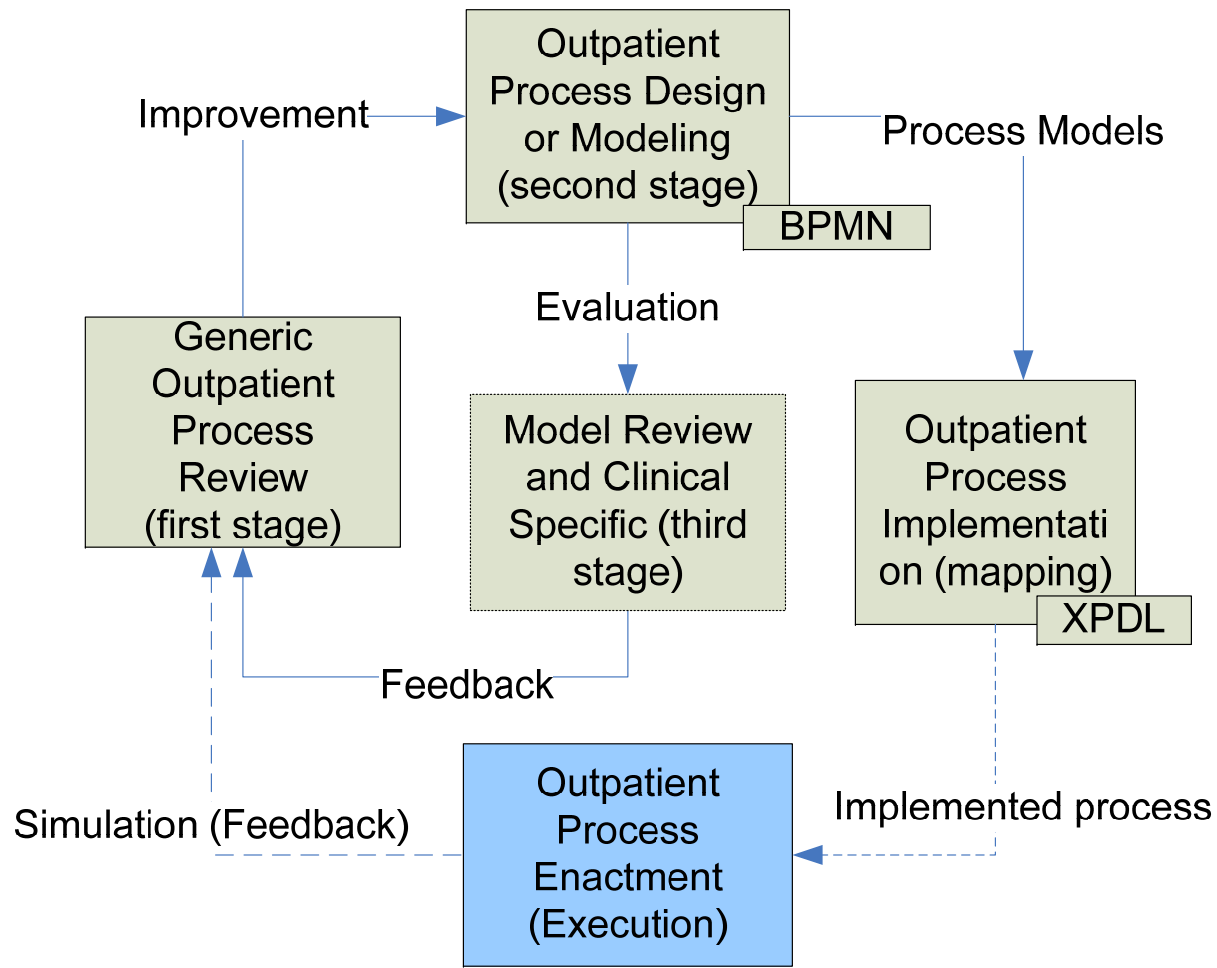 Outpatient
Process Design
or Modeling
(second stage)
BPMN
Improvement
Process Models
Evaluation
Generic
Outpatient
Process
Review
(first stage)
Model Review
and Clinical
Specific (third
stage)
Outpatient
Process
Implementati
on (mapping)
XPDL
Feedback
Outpatient
Process
Enactment
(Execution)
Implemented process
Simulation (Feedback)